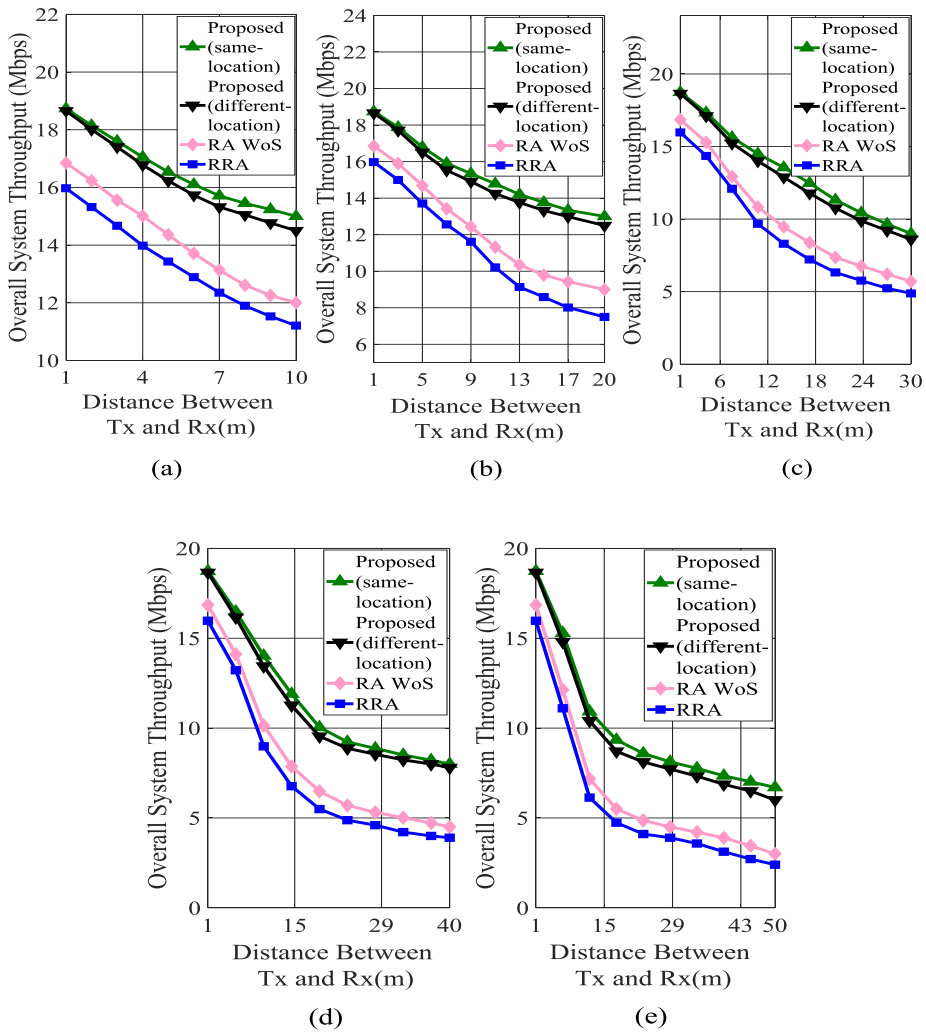 Overall System Throughput (Mbps)
22
20
18
16
14
12
10
1
4
7
10
Proposed
(same-
location)
Proposed
(different-
location)
RA WoS
RRA
Distance Between
Tx and Rx(m)
(a)
Overall System Throughput (Mbps)
24
22
20
18
16
14
12
10
8
6
1
5
9
13
17
20
Proposed
(same-
location)
Proposed
(different-
location)
RA WoS
RRA
Distance Between
Tx and Rx(m)
(b)
Overall System Throughput (Mbps)
20
15
10
5
0
1
6
12
18
24
30
Proposed
(same-
location)
Proposed
(different-
location)
RA WoS
RRA
Distance Between
Tx and Rx(m)
(c)
Overall System Throughput (Mbps)
20
15
10
5
0
1
15
29
40
Proposed
(same-
location)
Proposed
(different-
location)
RA WoS
RRA
Distance Between
Tx and Rx(m)
(d)
Overall System Throughput (Mbps)
20
15
10
5
0
1
15
29
43
50
Proposed
(same-
location)
Proposed
(different-
location)
RA WoS
RRA
Distance Between
Tx and Rx(m)
(e)